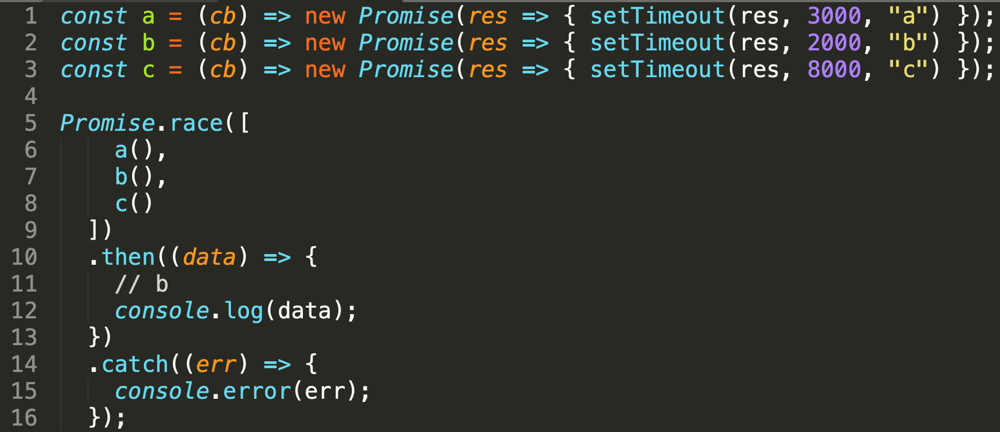 1 const a = (cb) => new Promise(res => { setTimeout(res, 3000, "a") });
2 const b = (cb) => new Promise(res => { setTimeout(res, 2000, "b") });
3 const c = (cb) => new Promise(res => { setTimeout(res, 8000, "c") });
4
5 Promise.race([
6     a(),
7     b(),
8     c()
9   ])
10   .then((data) => {
11     // b
12     console.log(data);
13   })
14   .catch((err) => {
15     console.error(err);
16   });